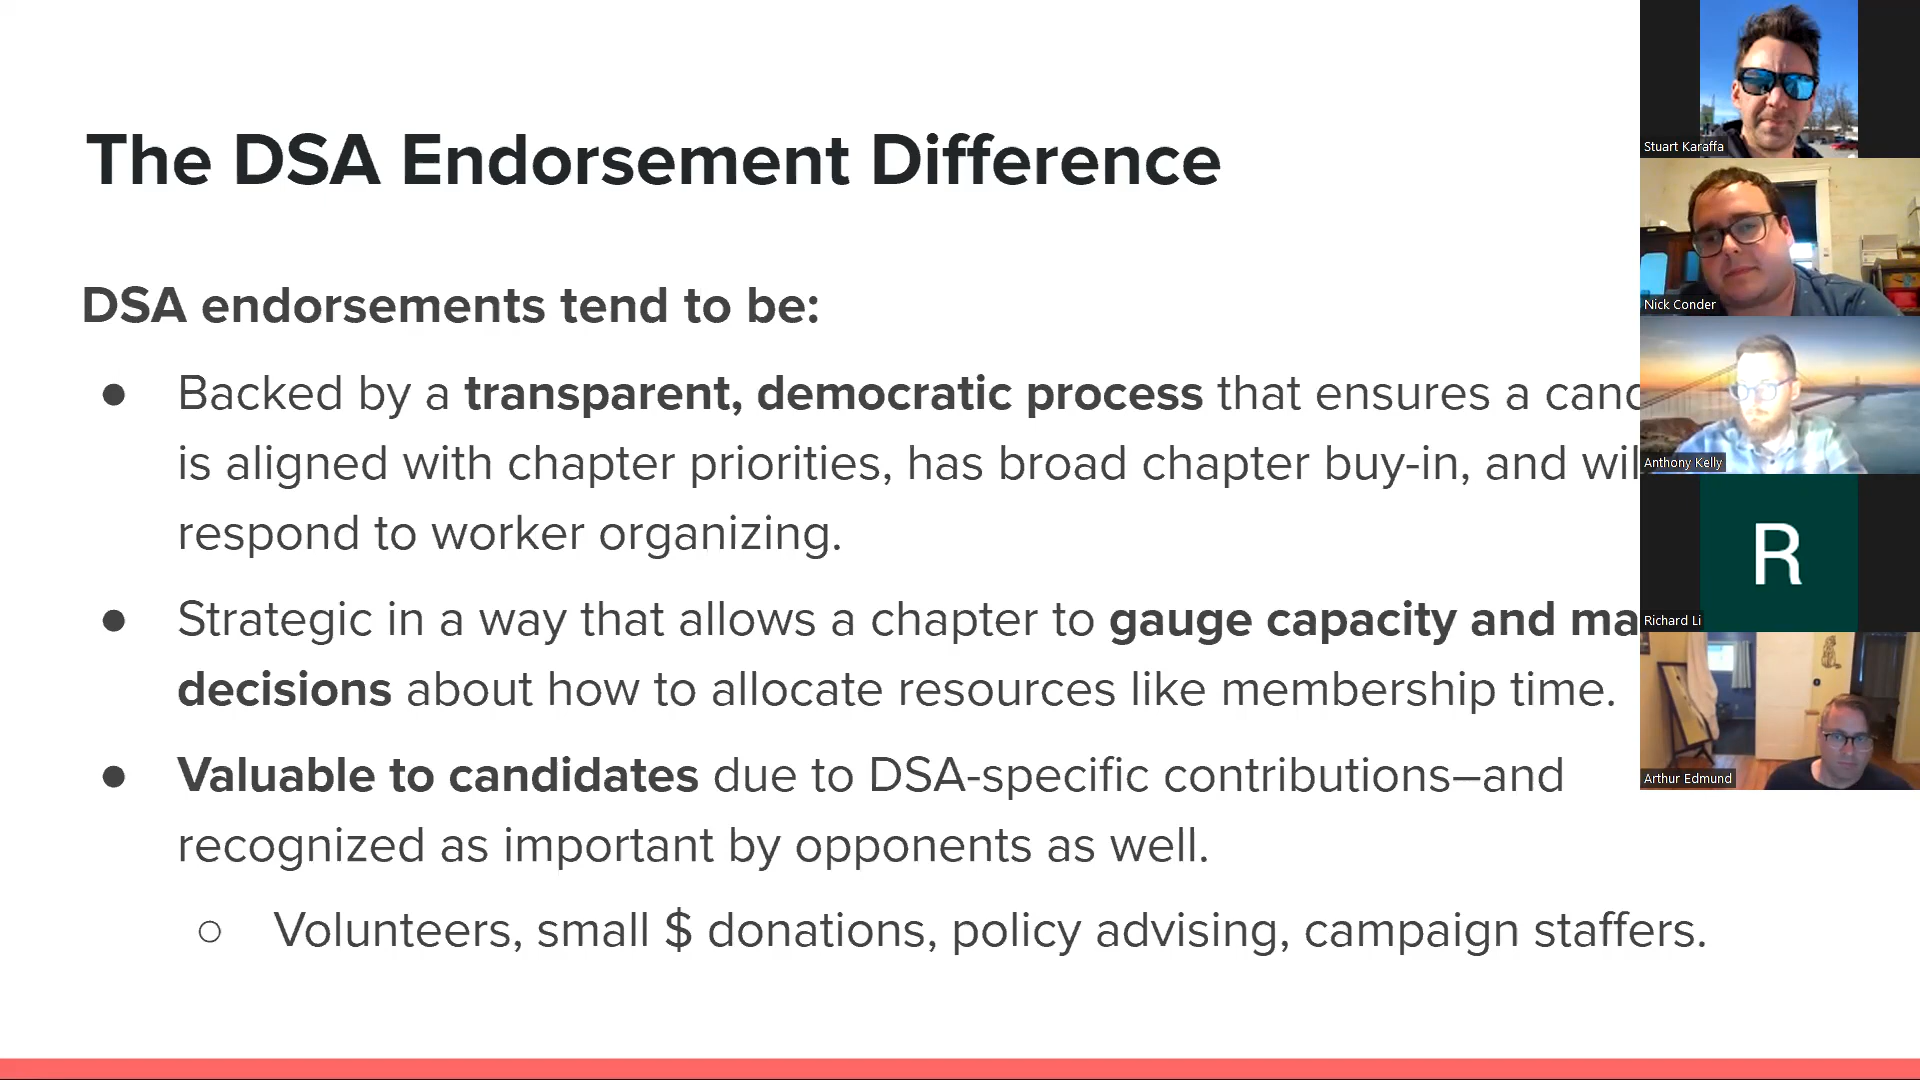 The DSA Endorsement Difference
DSA endorsements tend to be:
● Backed by a transparent, democratic process that ensures a
is aligned with chapter priorities, has broad chapter buy-in, and
respond to worker organizing.
● Strategic in a way that allows a chapter to gauge capacity and
decisions about how to allocate resources like membership time.
● Valuable to candidates due to DSA-specific contributions–and
recognized as important by opponents as well.
○ Volunteers, small $ donations, policy advising, campaign staffers.
Stuart Karaffa
Nick Conder
Anthony Kelly
R
Richard Li
Arthur Edmund